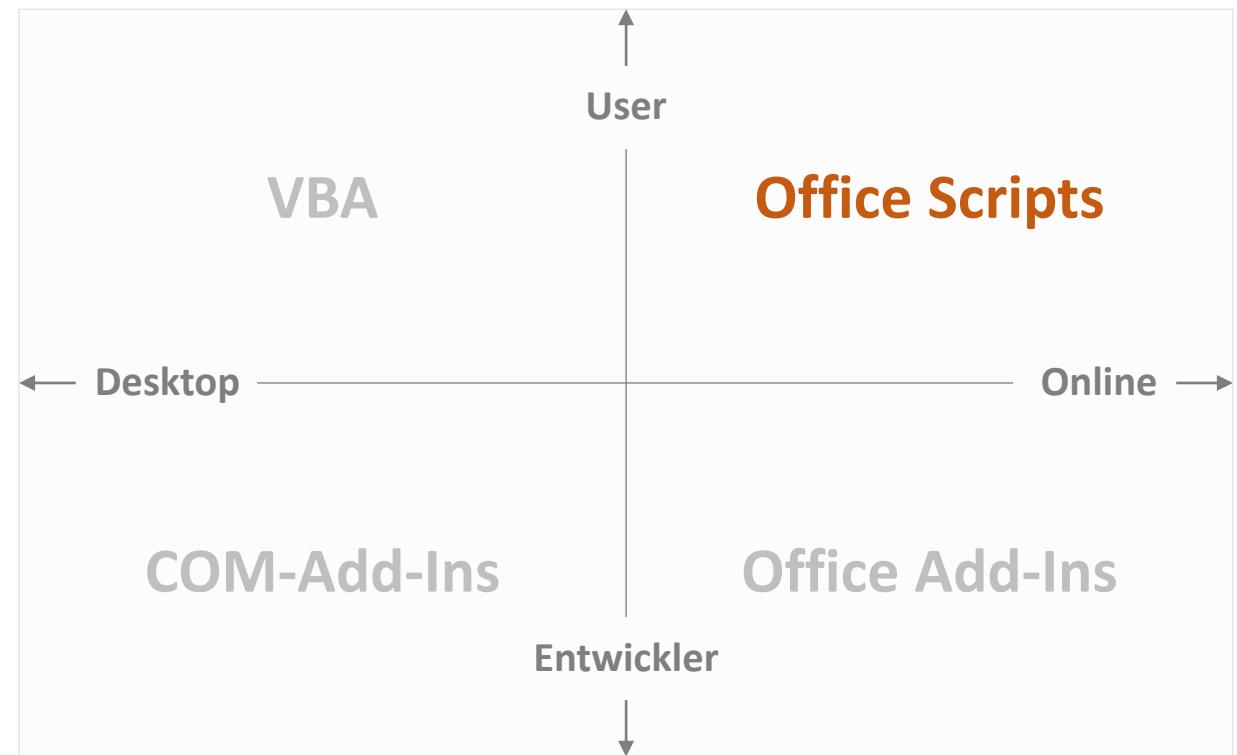 User
VBA
Office Scripts
Desktop
Online
COM-Add-Ins
Office Add-Ins
Entwickler